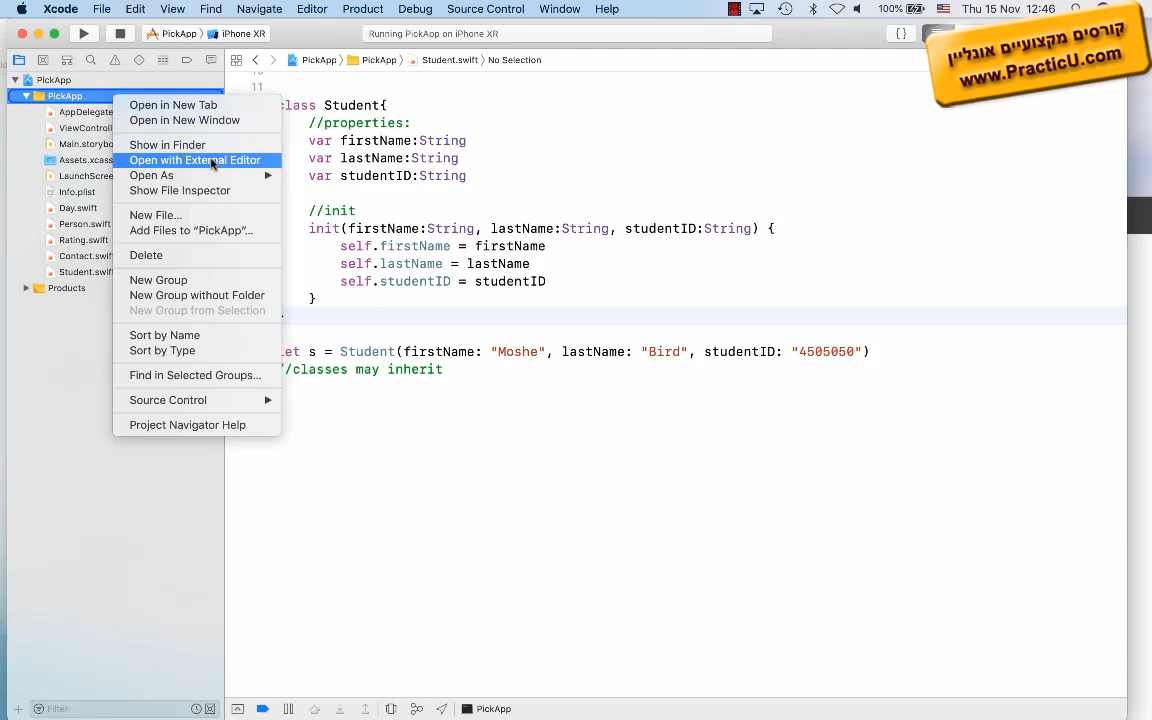 Xcode File Edit View Find Navigate Editor Product Debug Source Control Window Help 100% Thu 15 Nov 12:46
PickApp iPhone XR Running PickApp on iPhone XR { }
קורסים מקצועיים אונליין
www.PracticU.com
PickApp PickApp Student.swift No Selection
PickApp
PickApp
AppDelegate
ViewControll
Main.storybo
Assets.xcass
LaunchScree
Info.plist
Day.swift
Person.swift
Rating.swift
Contact.swift
Student.swift
Products
Open in New Tab
Open in New Window
Show in Finder
Open with External Editor
Open As
Show File Inspector
New File...
Add Files to “PickApp”...
Delete
New Group
New Group without Folder
New Group from Selection
Sort by Name
Sort by Type
Find in Selected Groups...
Source Control
Project Navigator Help
11
class Student{
//properties:
var firstName:String
var lastName:String
var studentID:String
//init
init(firstName:String, lastName:String, studentID:String) {
self.firstName = firstName
self.lastName = lastName
self.studentID = studentID
}
let s = Student(firstName: "Moshe", lastName: "Bird", studentID: "4505050")
//classes may inherit
Filter
PickApp